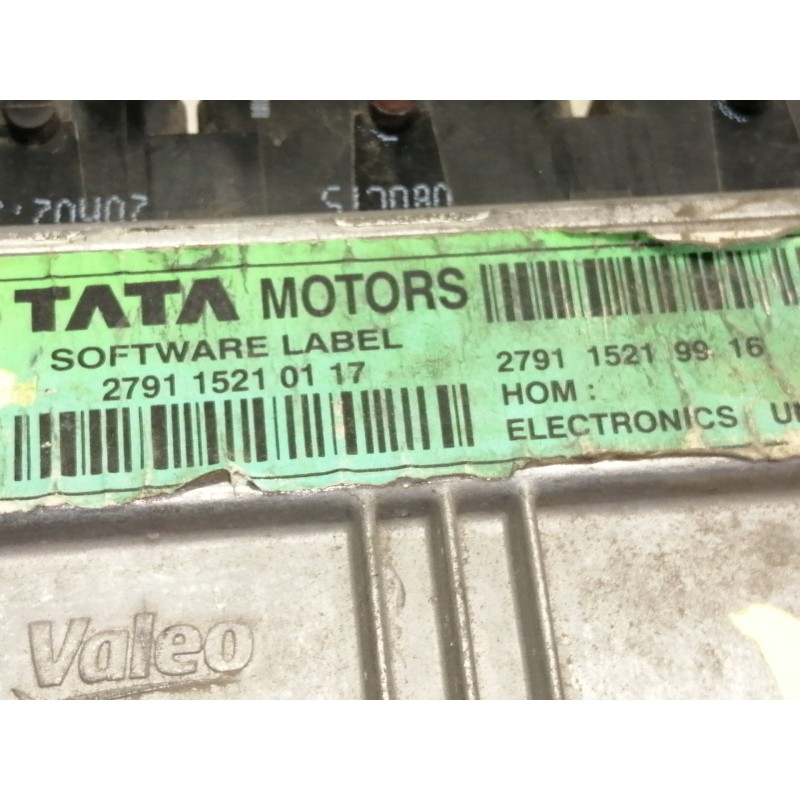 TATA MOTORS
SOFTWARE LABEL
2791 1521 01 17
2791 1521 99 16
HOM :
ELECTRONICS
Valeo